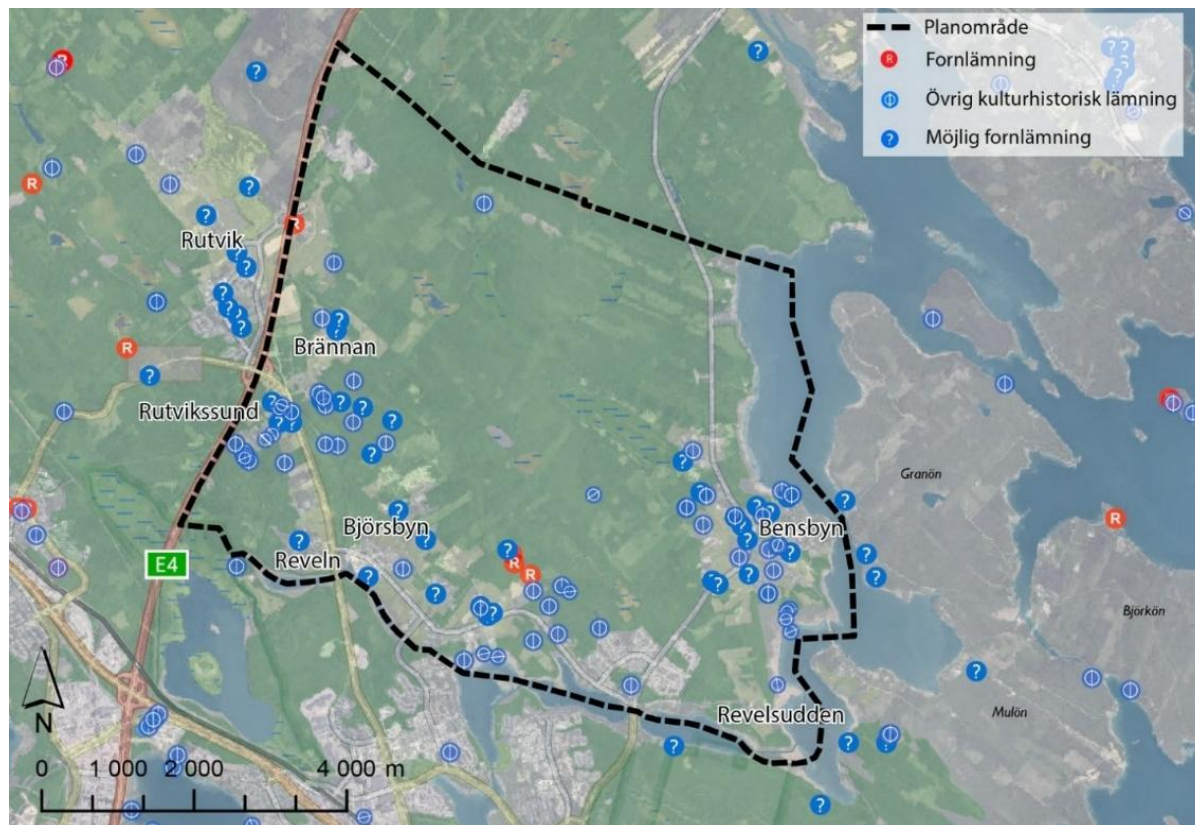 Planområde
R Fornlämning
Övrig kulturhistorisk lämning
? Möjlig fornlämning
Rutvik
Brännan
Rutvikssund
Granön
Björsbyn
Bensbyn
Reveln
E4
Björkön
Revelsudden
Mulön
N
0 1 000 2 000 4 000 m